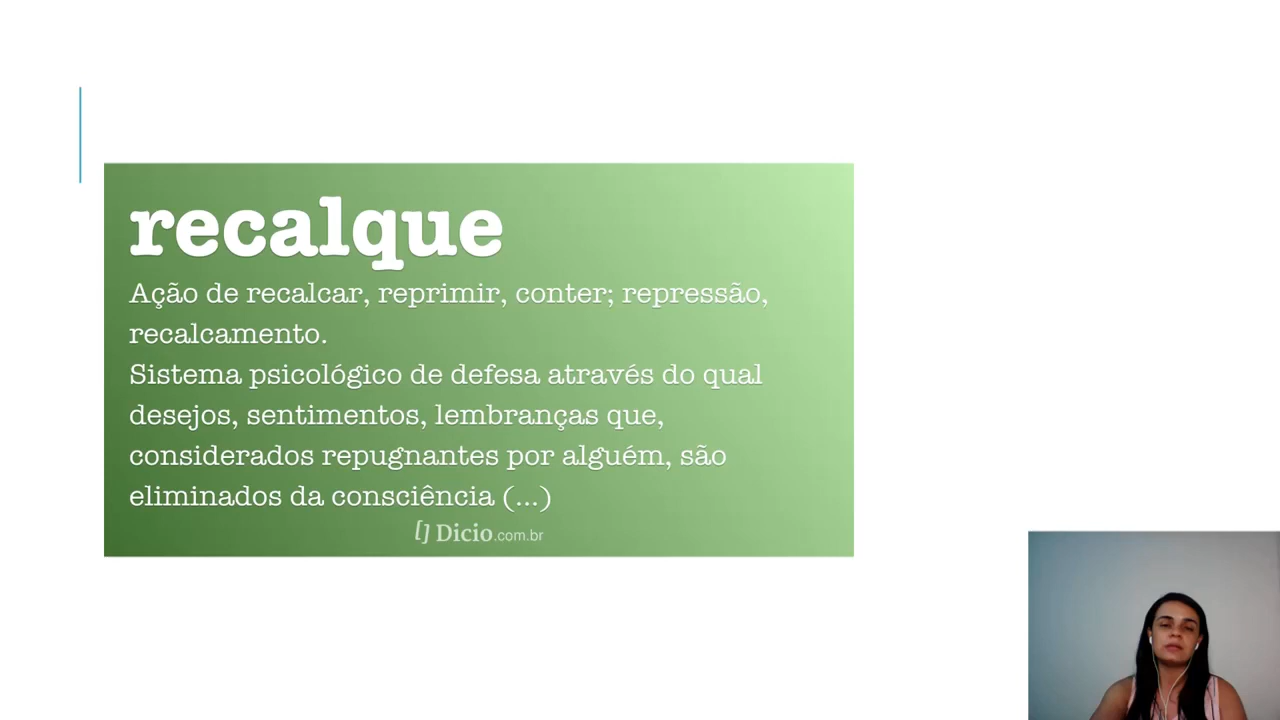 recalque
Ação de recalcar, reprimir, conter; repressão,
recalcamento.
Sistema psicológico de defesa através do qual
desejos, sentimentos, lembranças que,
considerados repugnantes por alguém, são
eliminados da consciência (...)
[] Dicio.com.br